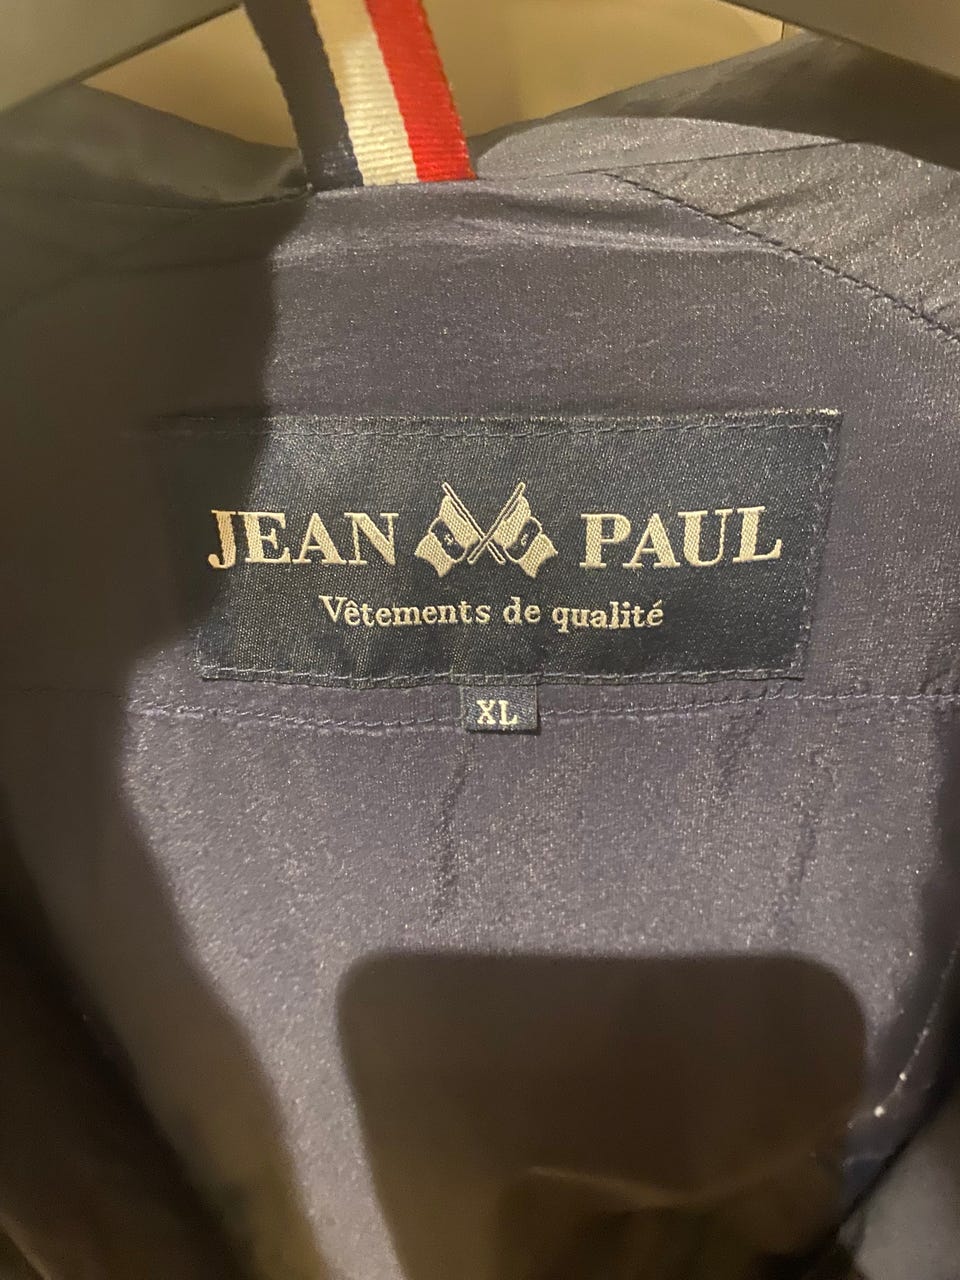 JEAN PAUL
Vêtements de qualité
XL